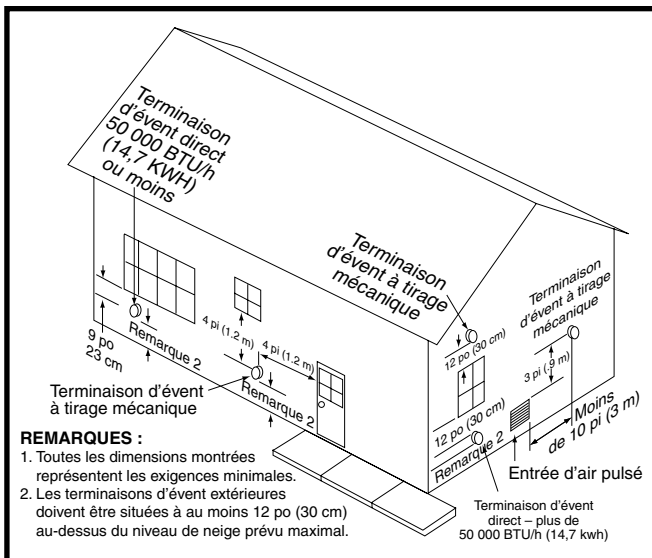 Terminaison
d'évent direct
50 000 BTU/h
(14,7 KWH)
ou moins
Terminaison
d'évent à tirage
mécanique
Terminaison
d'évent à tirage
mécanique
9 po
23 cm
Remarque 2
4 pi (1.2 m)
4 pi (1.2 m)
Remarque 2
Terminaison d'évent
à tirage mécanique
12 po (30 cm)
3 pi (.9 m)
12 po (30 cm)
Remarque 2
Moins
de 10 pi (3 m)
Entrée d'air pulsé
Terminaison d'évent
direct – plus de
50 000 BTU/h (14,7 kwh)
REMARQUES :
1. Toutes les dimensions montrées
représentent les exigences minimales.
2. Les terminaisons d'évent extérieures
doivent être situées à au moins 12 po (30 cm)
au-dessus du niveau de neige prévu maximal.